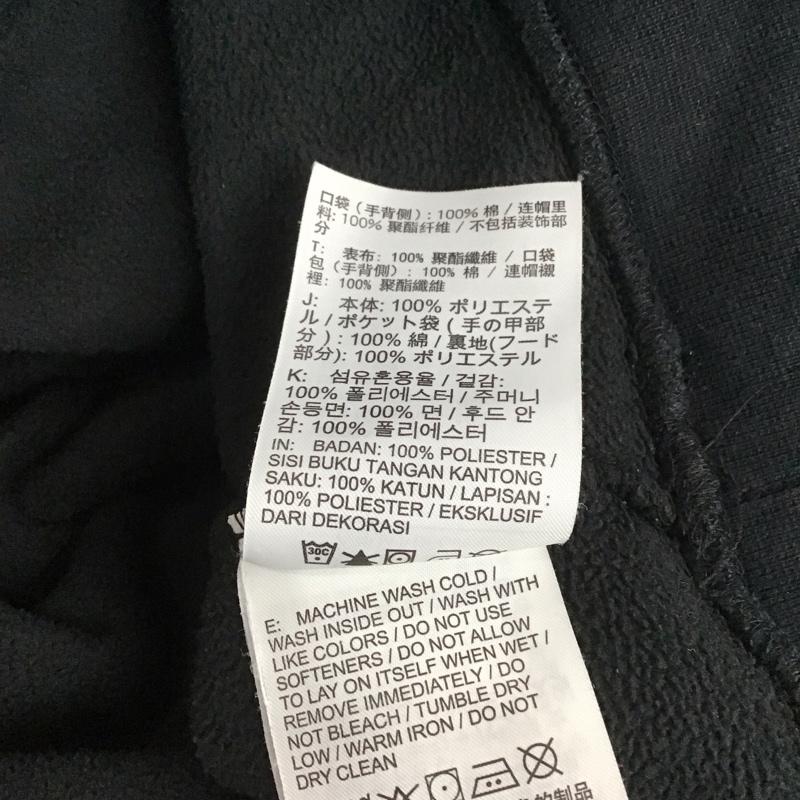 口袋（手背側）: 100% 棉 / 连帽里
料: 100% 聚酯纤维 / 不包括装饰部
分
T: 表布: 100% 聚酯纖維 / 口袋
包（手背側）: 100% 棉 / 連帽襯
裡: 100% 聚酯纖維
J: 本体: 100% ポリエステ
ル / ポケット袋 ( 手の甲部
分 ) : 100% 綿 / 裏地(フード
部分): 100% ポリエステル
K: 섬유혼용율 / 겉감:
100% 폴리에스터 / 주머니
손등면: 100% 면 / 후드 안
감: 100% 폴리에스터
IN: BADAN: 100% POLIESTER /
SISI BUKU TANGAN KANTONG
SAKU: 100% KATUN / LAPISAN :
100% POLIESTER / EKSKLUSIF
DARI DEKORASI
30C
E: MACHINE WASH COLD /
WASH INSIDE OUT / WASH WITH
LIKE COLORS / DO NOT USE
SOFTENERS / DO NOT ALLOW
TO LAY ON ITSELF WHEN WET /
REMOVE IMMEDIATELY / DO
NOT BLEACH / TUMBLE DRY
LOW / WARM IRON / DO NOT
DRY CLEAN
的制品